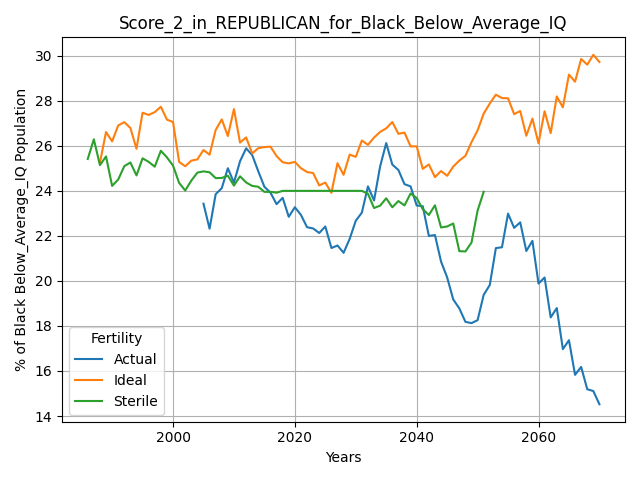 Score_2_in_REPUBLICAN_for_Black_Below_Average_IQ
% of Black Below_Average_IQ Population
30
28
26
24
22
20
18
16
14
Fertility
Actual
Ideal
Sterile
2000
2020
2040
2060
Years